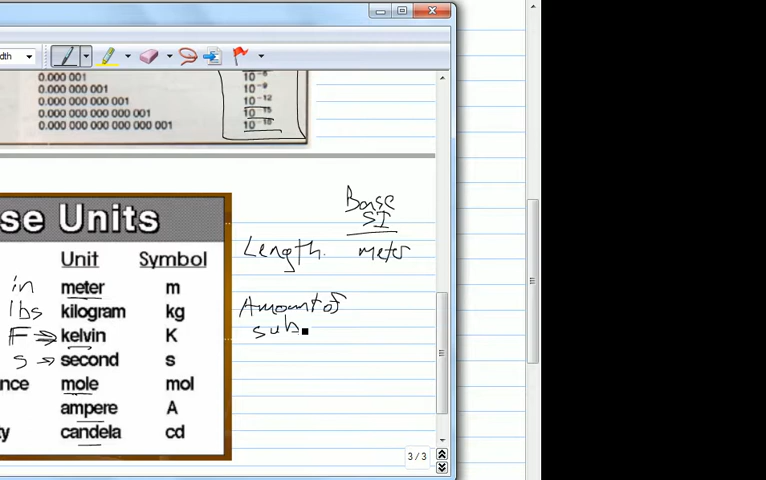 dth
0.000 001 10⁻⁶
0.000 000 001 10⁻⁹
0.000 000 000 001 10⁻¹²
0.000 000 000 000 001 10⁻¹⁵
0.000 000 000 000 000 001 10⁻¹⁸
se Units
Unit Symbol
in meter m
lbs kilogram kg
F kelvin K
s second s
nce mole mol
ampere A
ty candela cd
Base
SI
Length. meter
Amount of
sub
3/3